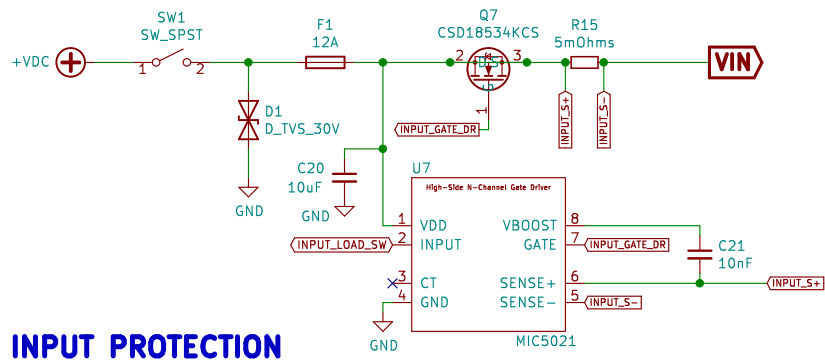 SW1
SW_SPST
+VDC
1
2
F1
12A
Q7
CSD18534KCS
2
3
D
S
G
1
R15
5mOhms
VIN
INPUT_S+
INPUT_S-
D1
D_TVS_30V
GND
INPUT_GATE_DR
C20
10uF
GND
U7
High-Side N-Channel Gate Driver
1 VDD
VBOOST 8
INPUT_LOAD_SW 2 INPUT
GATE 7 INPUT_GATE_DR
C21
10nF
3 CT
SENSE+ 6
INPUT_S+
4 GND
SENSE- 5 INPUT_S-
GND
MIC5021
INPUT PROTECTION